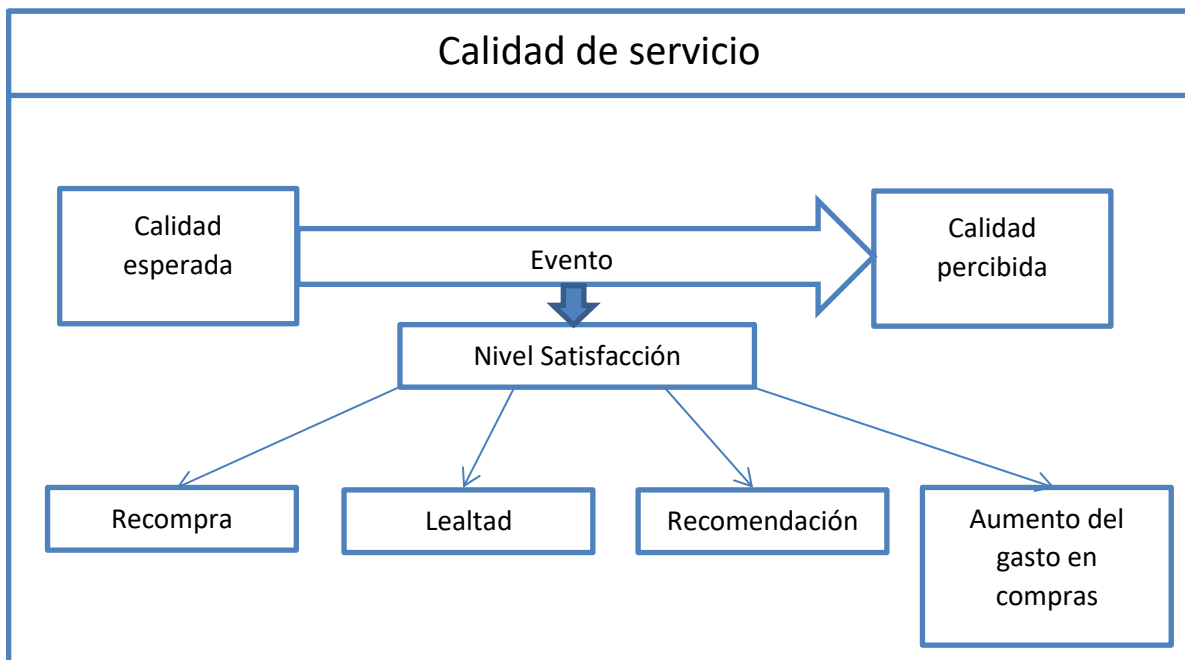 Calidad de servicio
Calidad
esperada
Evento
Calidad
percibida
Nivel Satisfacción
Recompra
Lealtad
Recomendación
Aumento del
gasto en
compras